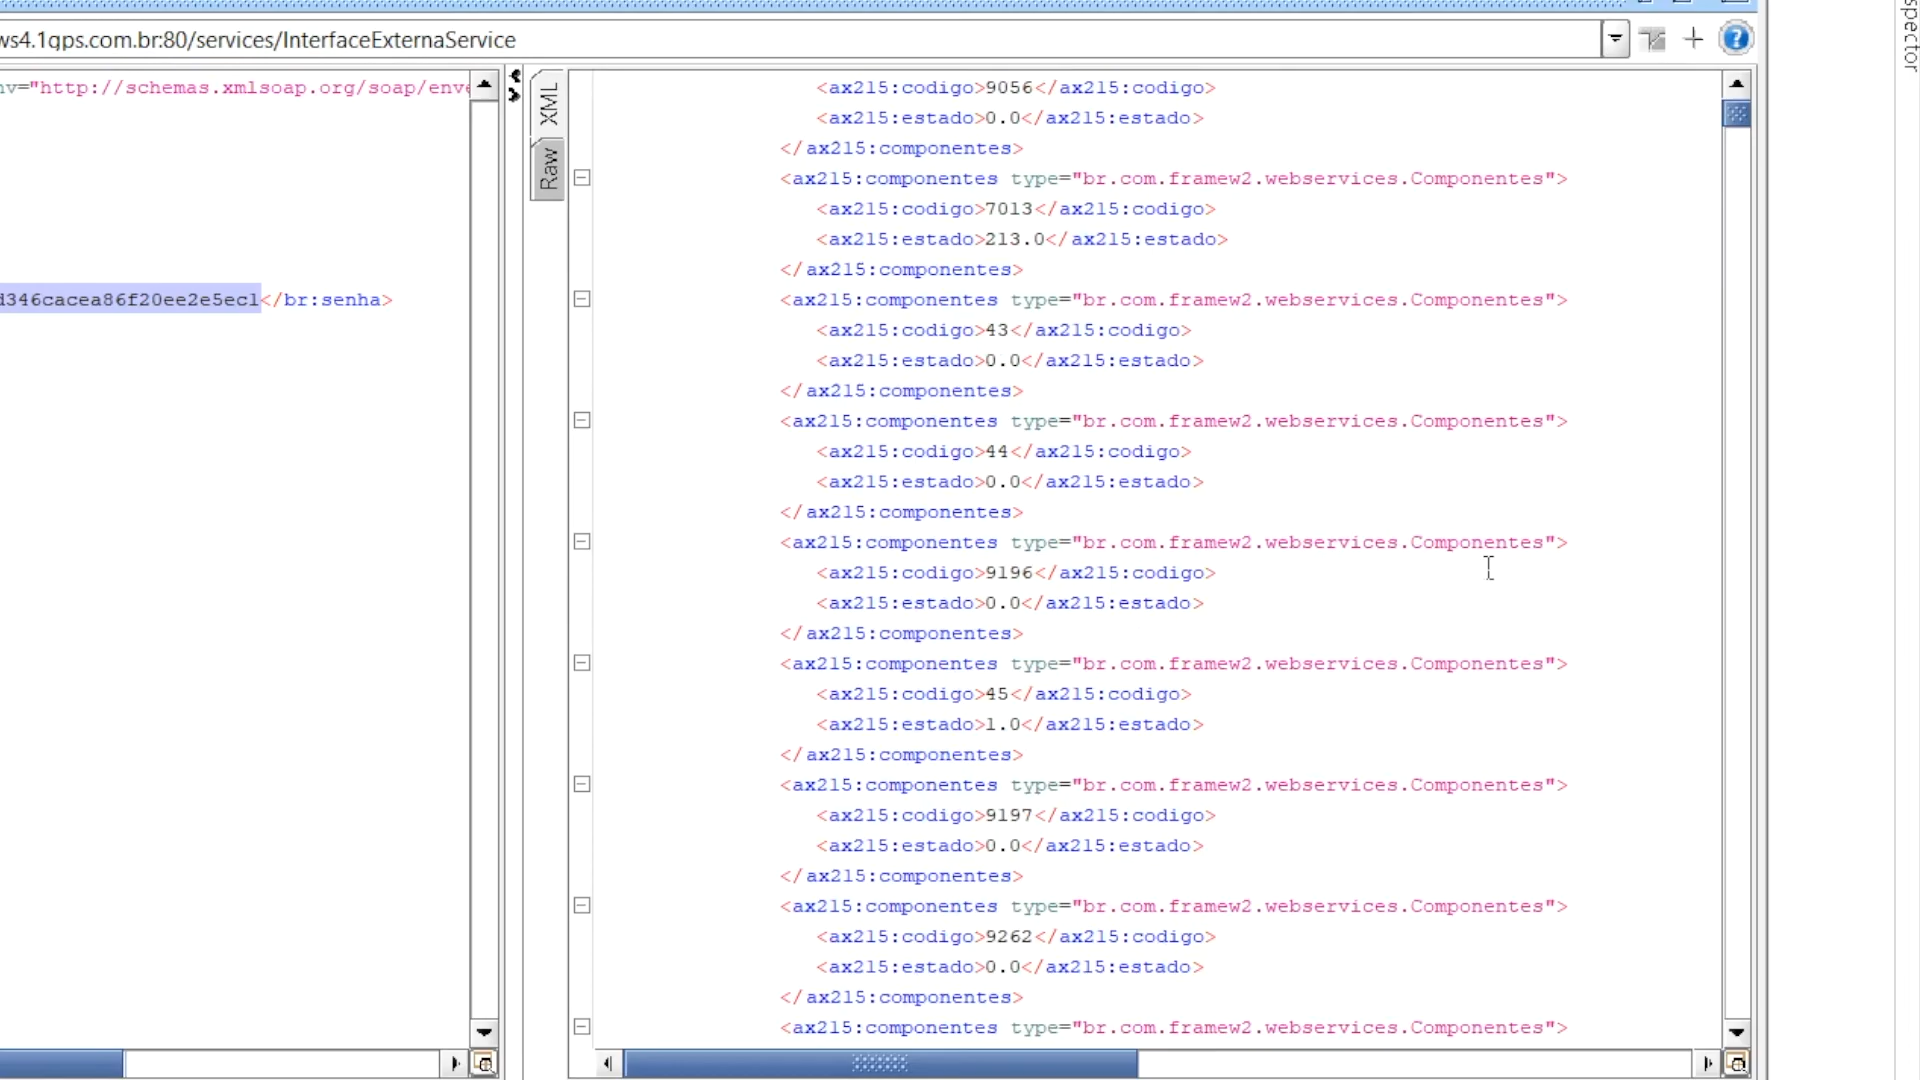 ws4.1gps.com.br:80/services/InterfaceExternaService
nv="http://schemas.xmlsoap.org/soap/enve
d346cacea86f20ee2e5ec1</br:senha>
XML
Raw
<ax215:codigo>9056</ax215:codigo>
<ax215:estado>0.0</ax215:estado>
</ax215:componentes>
<ax215:componentes type="br.com.framew2.webservices.Componentes">
<ax215:codigo>7013</ax215:codigo>
<ax215:estado>213.0</ax215:estado>
</ax215:componentes>
<ax215:componentes type="br.com.framew2.webservices.Componentes">
<ax215:codigo>43</ax215:codigo>
<ax215:estado>0.0</ax215:estado>
</ax215:componentes>
<ax215:componentes type="br.com.framew2.webservices.Componentes">
<ax215:codigo>44</ax215:codigo>
<ax215:estado>0.0</ax215:estado>
</ax215:componentes>
<ax215:componentes type="br.com.framew2.webservices.Componentes">
<ax215:codigo>9196</ax215:codigo>
<ax215:estado>0.0</ax215:estado>
</ax215:componentes>
<ax215:componentes type="br.com.framew2.webservices.Componentes">
<ax215:codigo>45</ax215:codigo>
<ax215:estado>1.0</ax215:estado>
</ax215:componentes>
<ax215:componentes type="br.com.framew2.webservices.Componentes">
<ax215:codigo>9197</ax215:codigo>
<ax215:estado>0.0</ax215:estado>
</ax215:componentes>
<ax215:componentes type="br.com.framew2.webservices.Componentes">
<ax215:codigo>9262</ax215:codigo>
<ax215:estado>0.0</ax215:estado>
</ax215:componentes>
<ax215:componentes type="br.com.framew2.webservices.Componentes">
spector